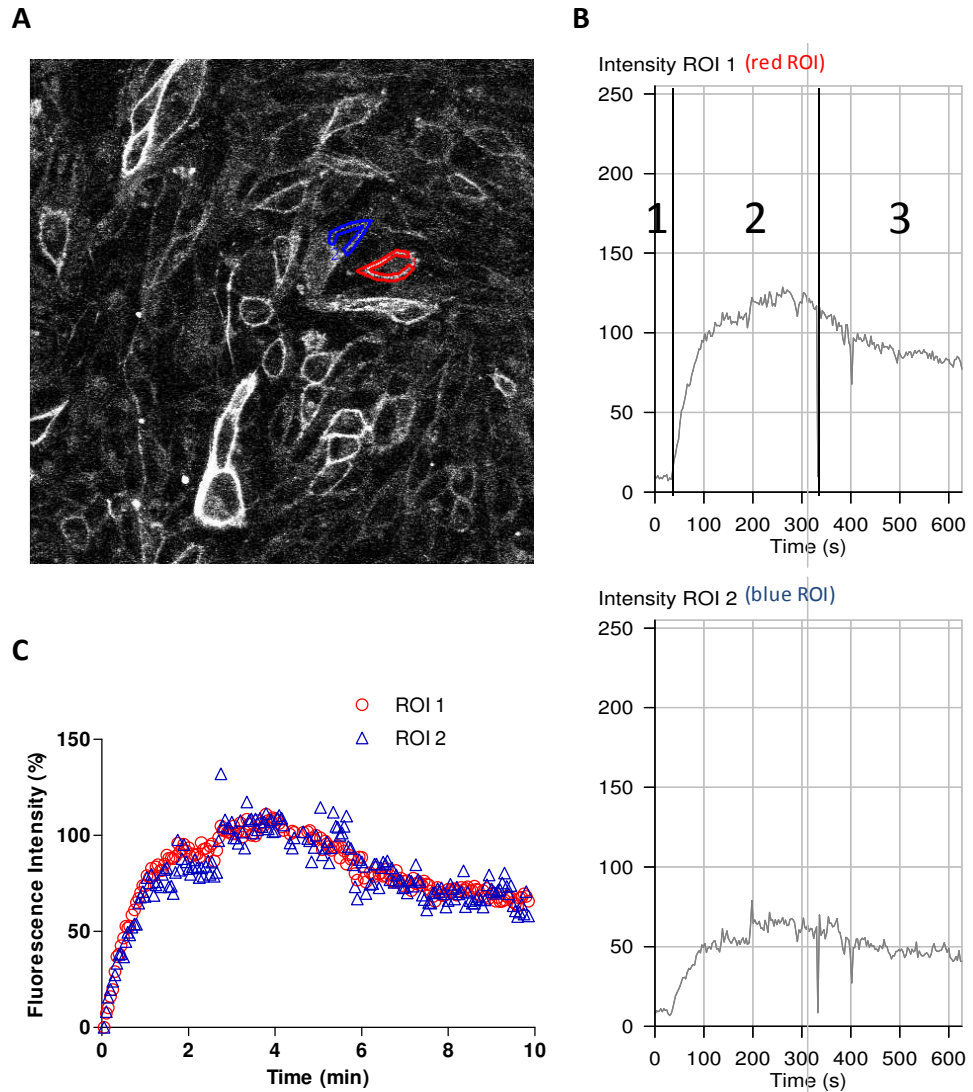 A
B
Intensity ROI 1 (red ROI)
250
200
150
100
50
0
1
2
3
0 100 200 300 400 500 600
Time (s)
Intensity ROI 2 (blue ROI)
250
200
150
100
50
0
0 100 200 300 400 500 600
Time (s)
C
ROI 1
ROI 2
Fluorescence Intensity (%)
150
100
50
0
0 2 4 6 8 10
Time (min)